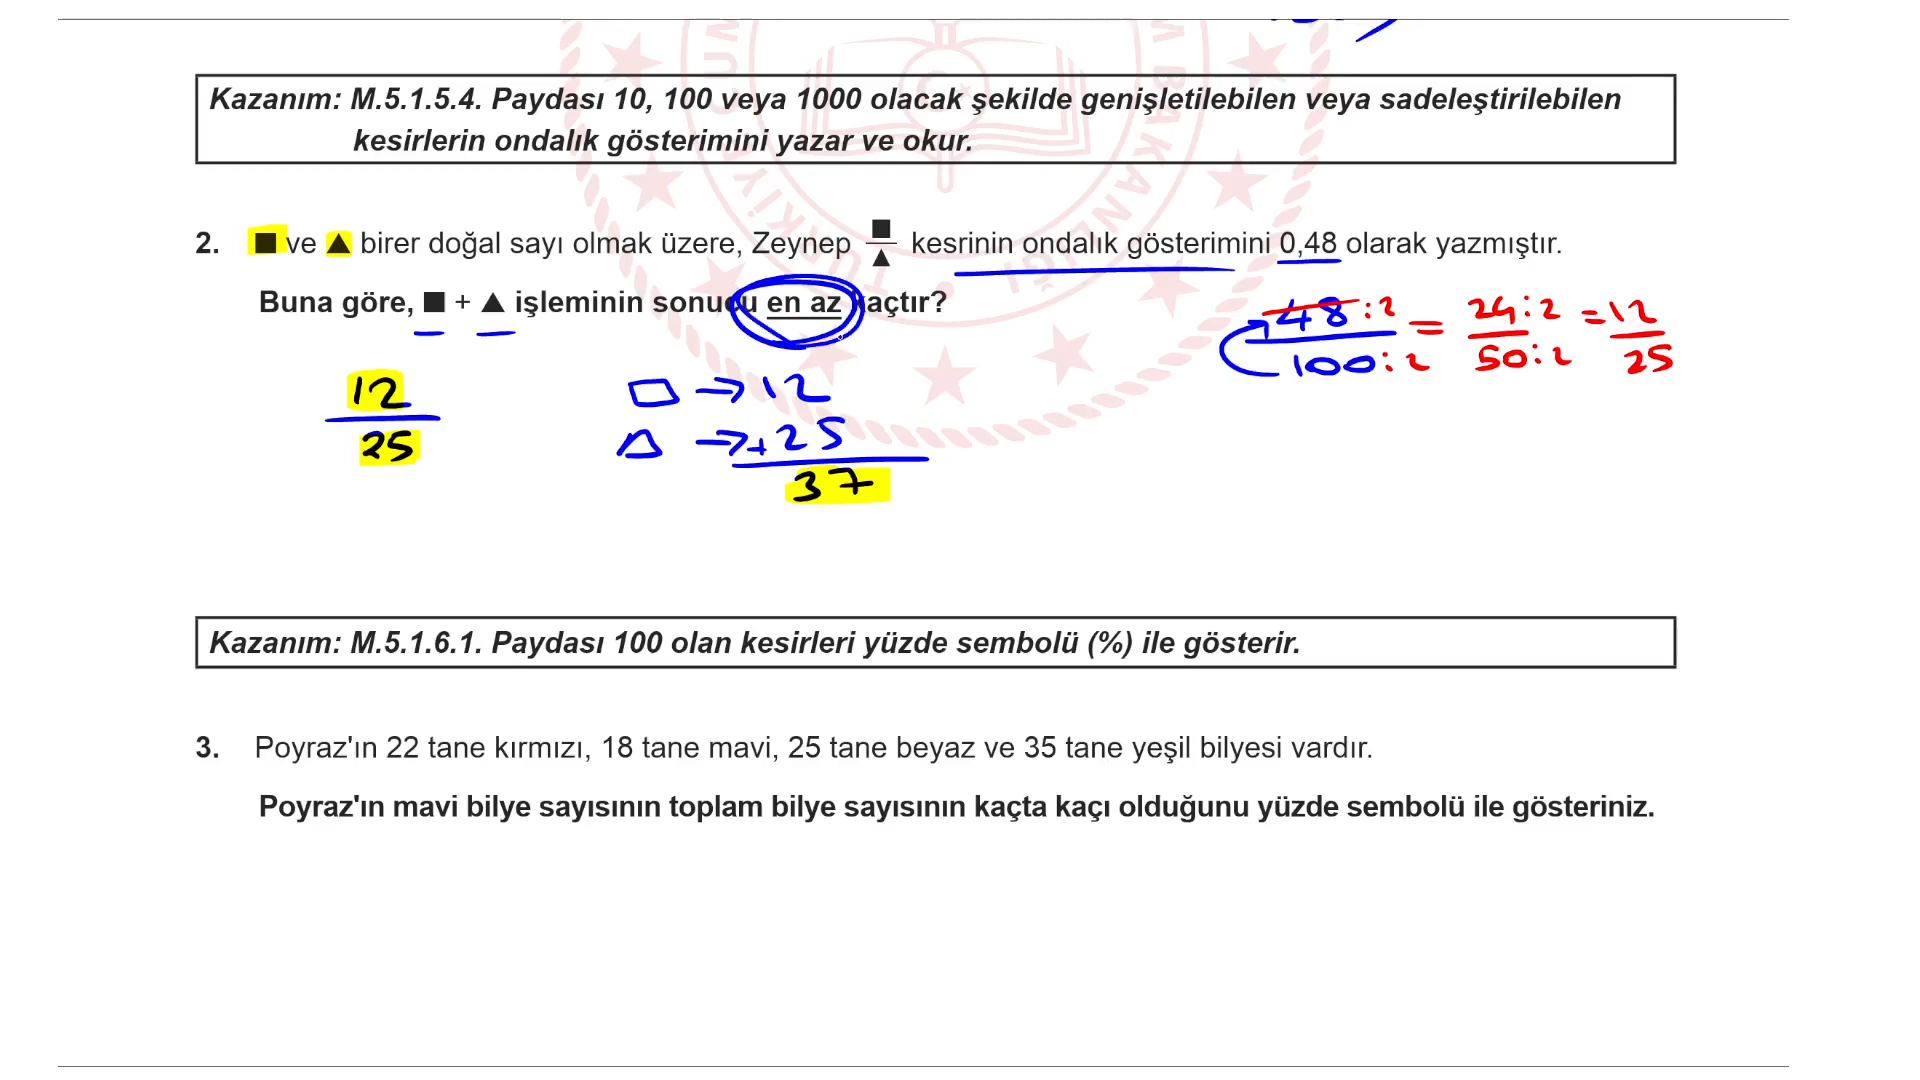 Kazanım: M.5.1.5.4. Paydası 10, 100 veya 1000 olacak şekilde genişletilebilen veya sadeleştirilebilen
kesirlerin ondalık gösterimini yazar ve okur.
2. ■ ve ▲ birer doğal sayı olmak üzere, Zeynep ■/▲ kesrinin ondalık gösterimini 0,48 olarak yazmıştır.
Buna göre, ■ + ▲ işleminin sonucu en az kaçtır?
48:2/100:2 = 24:2/50:2 = 12/25
12/25
□ → 12
△ → + 25
37
Kazanım: M.5.1.6.1. Paydası 100 olan kesirleri yüzde sembolü (%) ile gösterir.
3. Poyraz'ın 22 tane kırmızı, 18 tane mavi, 25 tane beyaz ve 35 tane yeşil bilyesi vardır.
Poyraz'ın mavi bilye sayısının toplam bilye sayısının kaçta kaçı olduğunu yüzde sembolü ile gösteriniz.